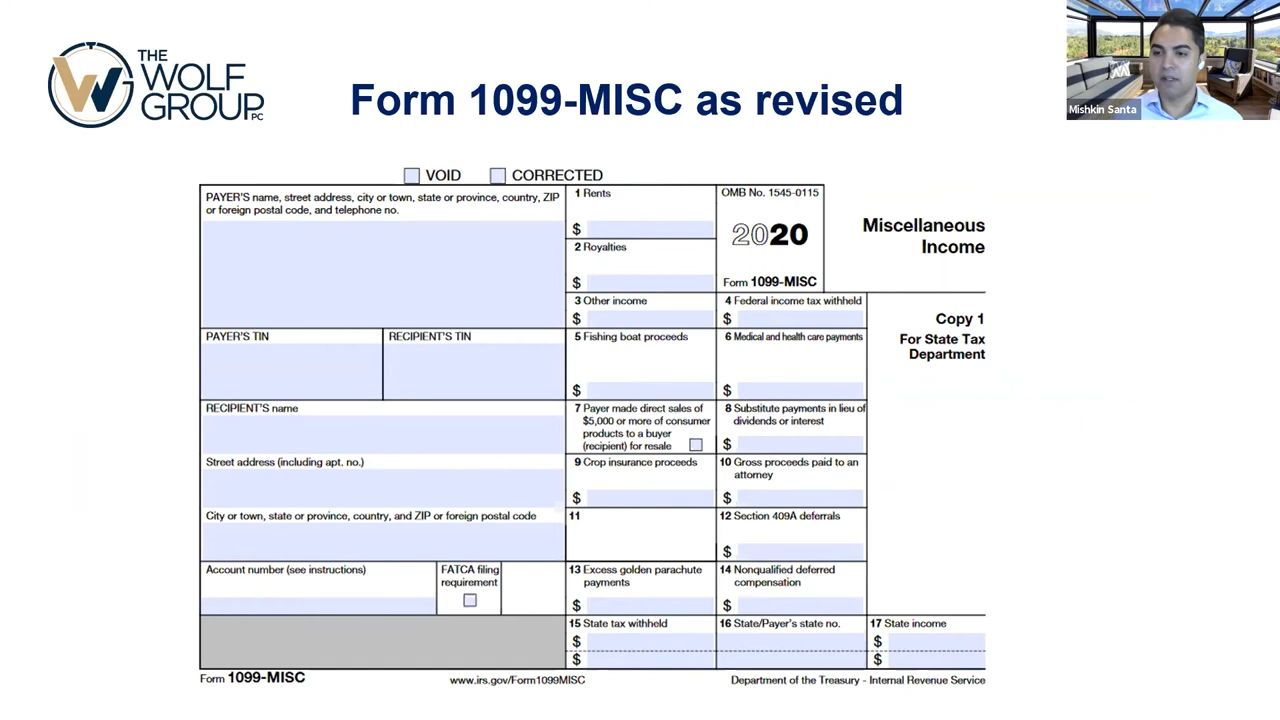 THE
WOLF
GROUP PC
Form 1099-MISC as revised
Mishkin Santa
VOID
CORRECTED
PAYER'S name, street address, city or town, state or province, country, ZIP
or foreign postal code, and telephone no.
1 Rents
$
2 Royalties
$
OMB No. 1545-0115
2020
Form 1099-MISC
Miscellaneous
Income
3 Other income
$
4 Federal income tax withheld
$
Copy 1
For State Tax
Department
PAYER'S TIN
RECIPIENT'S TIN
5 Fishing boat proceeds
$
6 Medical and health care payments
$
RECIPIENT'S name
7 Payer made direct sales of
$5,000 or more of consumer
products to a buyer
(recipient) for resale
8 Substitute payments in lieu of
dividends or interest
$
Street address (including apt. no.)
9 Crop insurance proceeds
$
10 Gross proceeds paid to an
attorney
$
City or town, state or province, country, and ZIP or foreign postal code
11
12 Section 409A deferrals
$
Account number (see instructions)
FATCA filing
requirement
13 Excess golden parachute
payments
$
14 Nonqualified deferred
compensation
$
15 State tax withheld
$
$
16 State/Payer's state no.
17 State income
$
$
Form 1099-MISC
www.irs.gov/Form1099MISC
Department of the Treasury - Internal Revenue Service